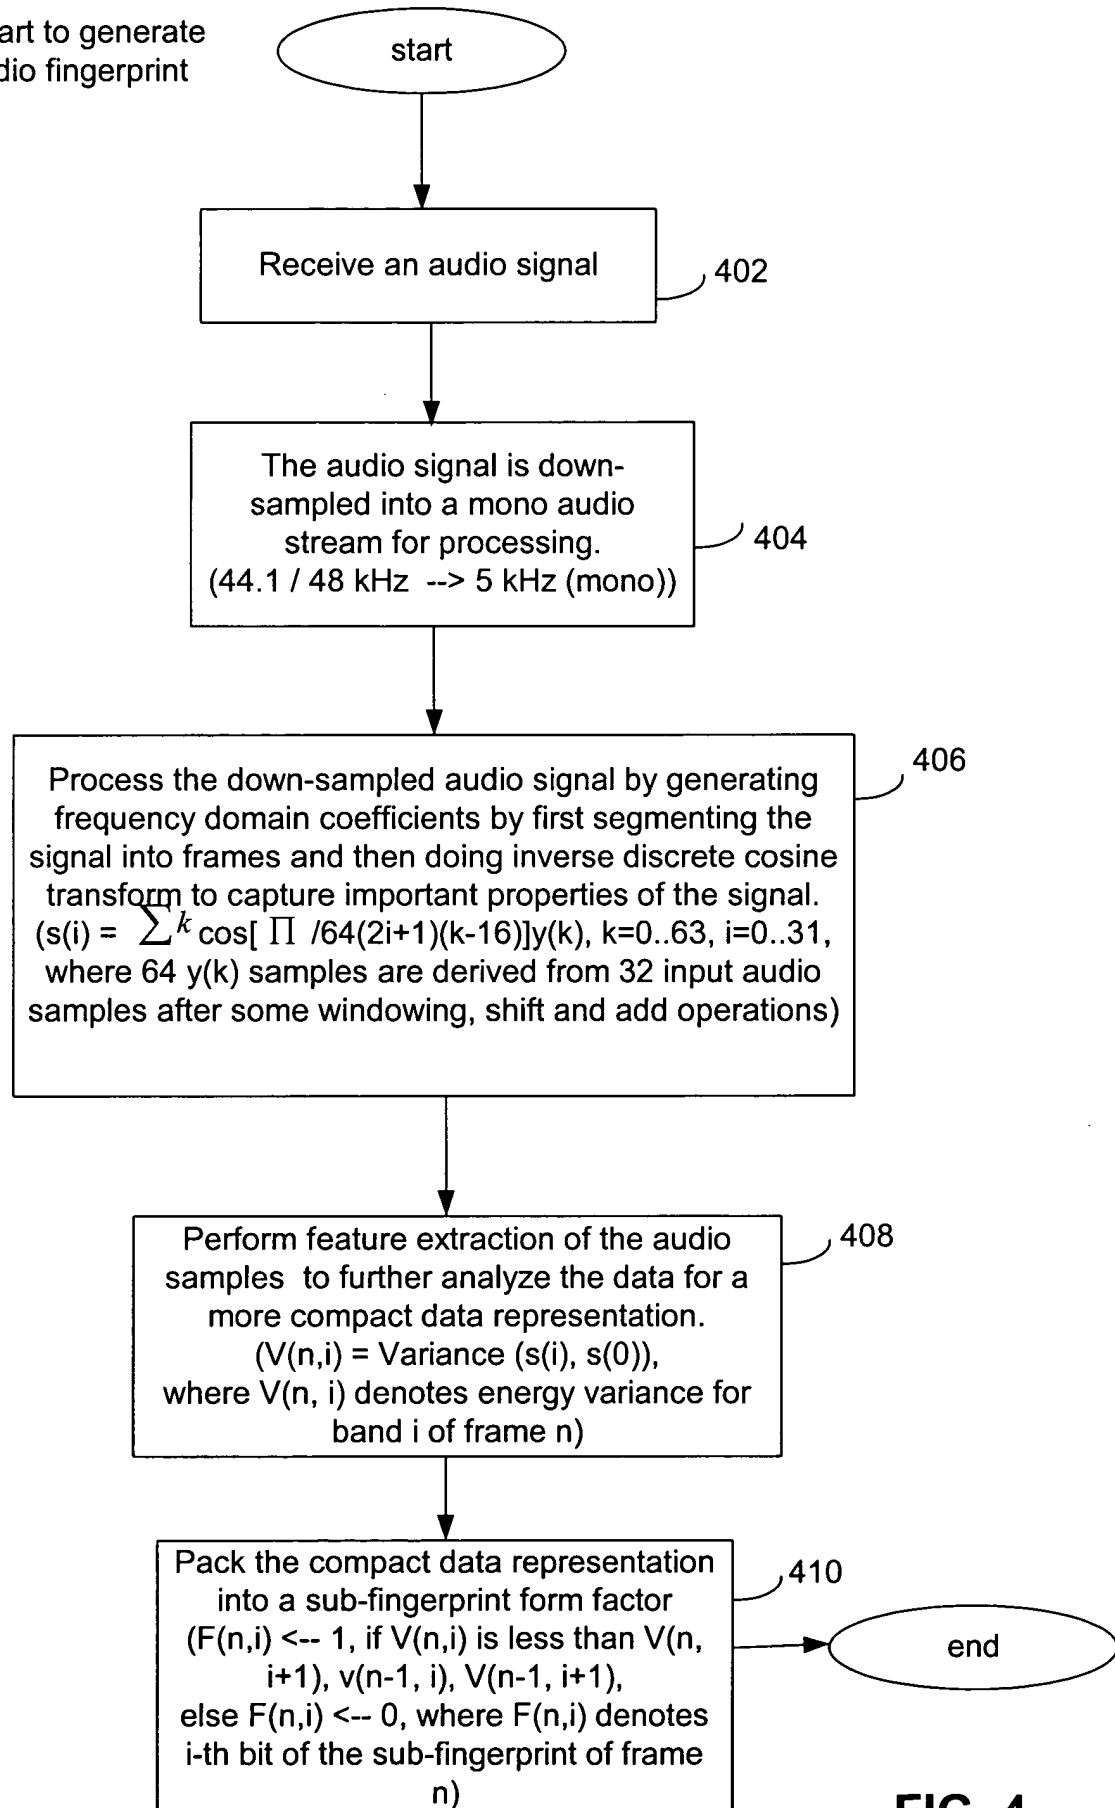 art to generate
dio fingerprint
start
Receive an audio signal
402
The audio signal is down-
sampled into a mono audio
stream for processing.
(44.1 / 48 kHz --> 5 kHz (mono))
404
Process the down-sampled audio signal by generating
frequency domain coefficients by first segmenting the
signal into frames and then doing inverse discrete cosine
transform to capture important properties of the signal.
(s(i) = ∑k cos[ ∏ /64(2i+1)(k-16)]y(k), k=0..63, i=0..31,
where 64 y(k) samples are derived from 32 input audio
samples after some windowing, shift and add operations)
406
Perform feature extraction of the audio
samples to further analyze the data for a
more compact data representation.
(V(n,i) = Variance (s(i), s(0)),
where V(n, i) denotes energy variance for
band i of frame n)
408
Pack the compact data representation
into a sub-fingerprint form factor
(F(n,i) <-- 1, if V(n,i) is less than V(n,
i+1), v(n-1, i), V(n-1, i+1),
else F(n,i) <-- 0, where F(n,i) denotes
i-th bit of the sub-fingerprint of frame
n)
410
end
FIG. 4